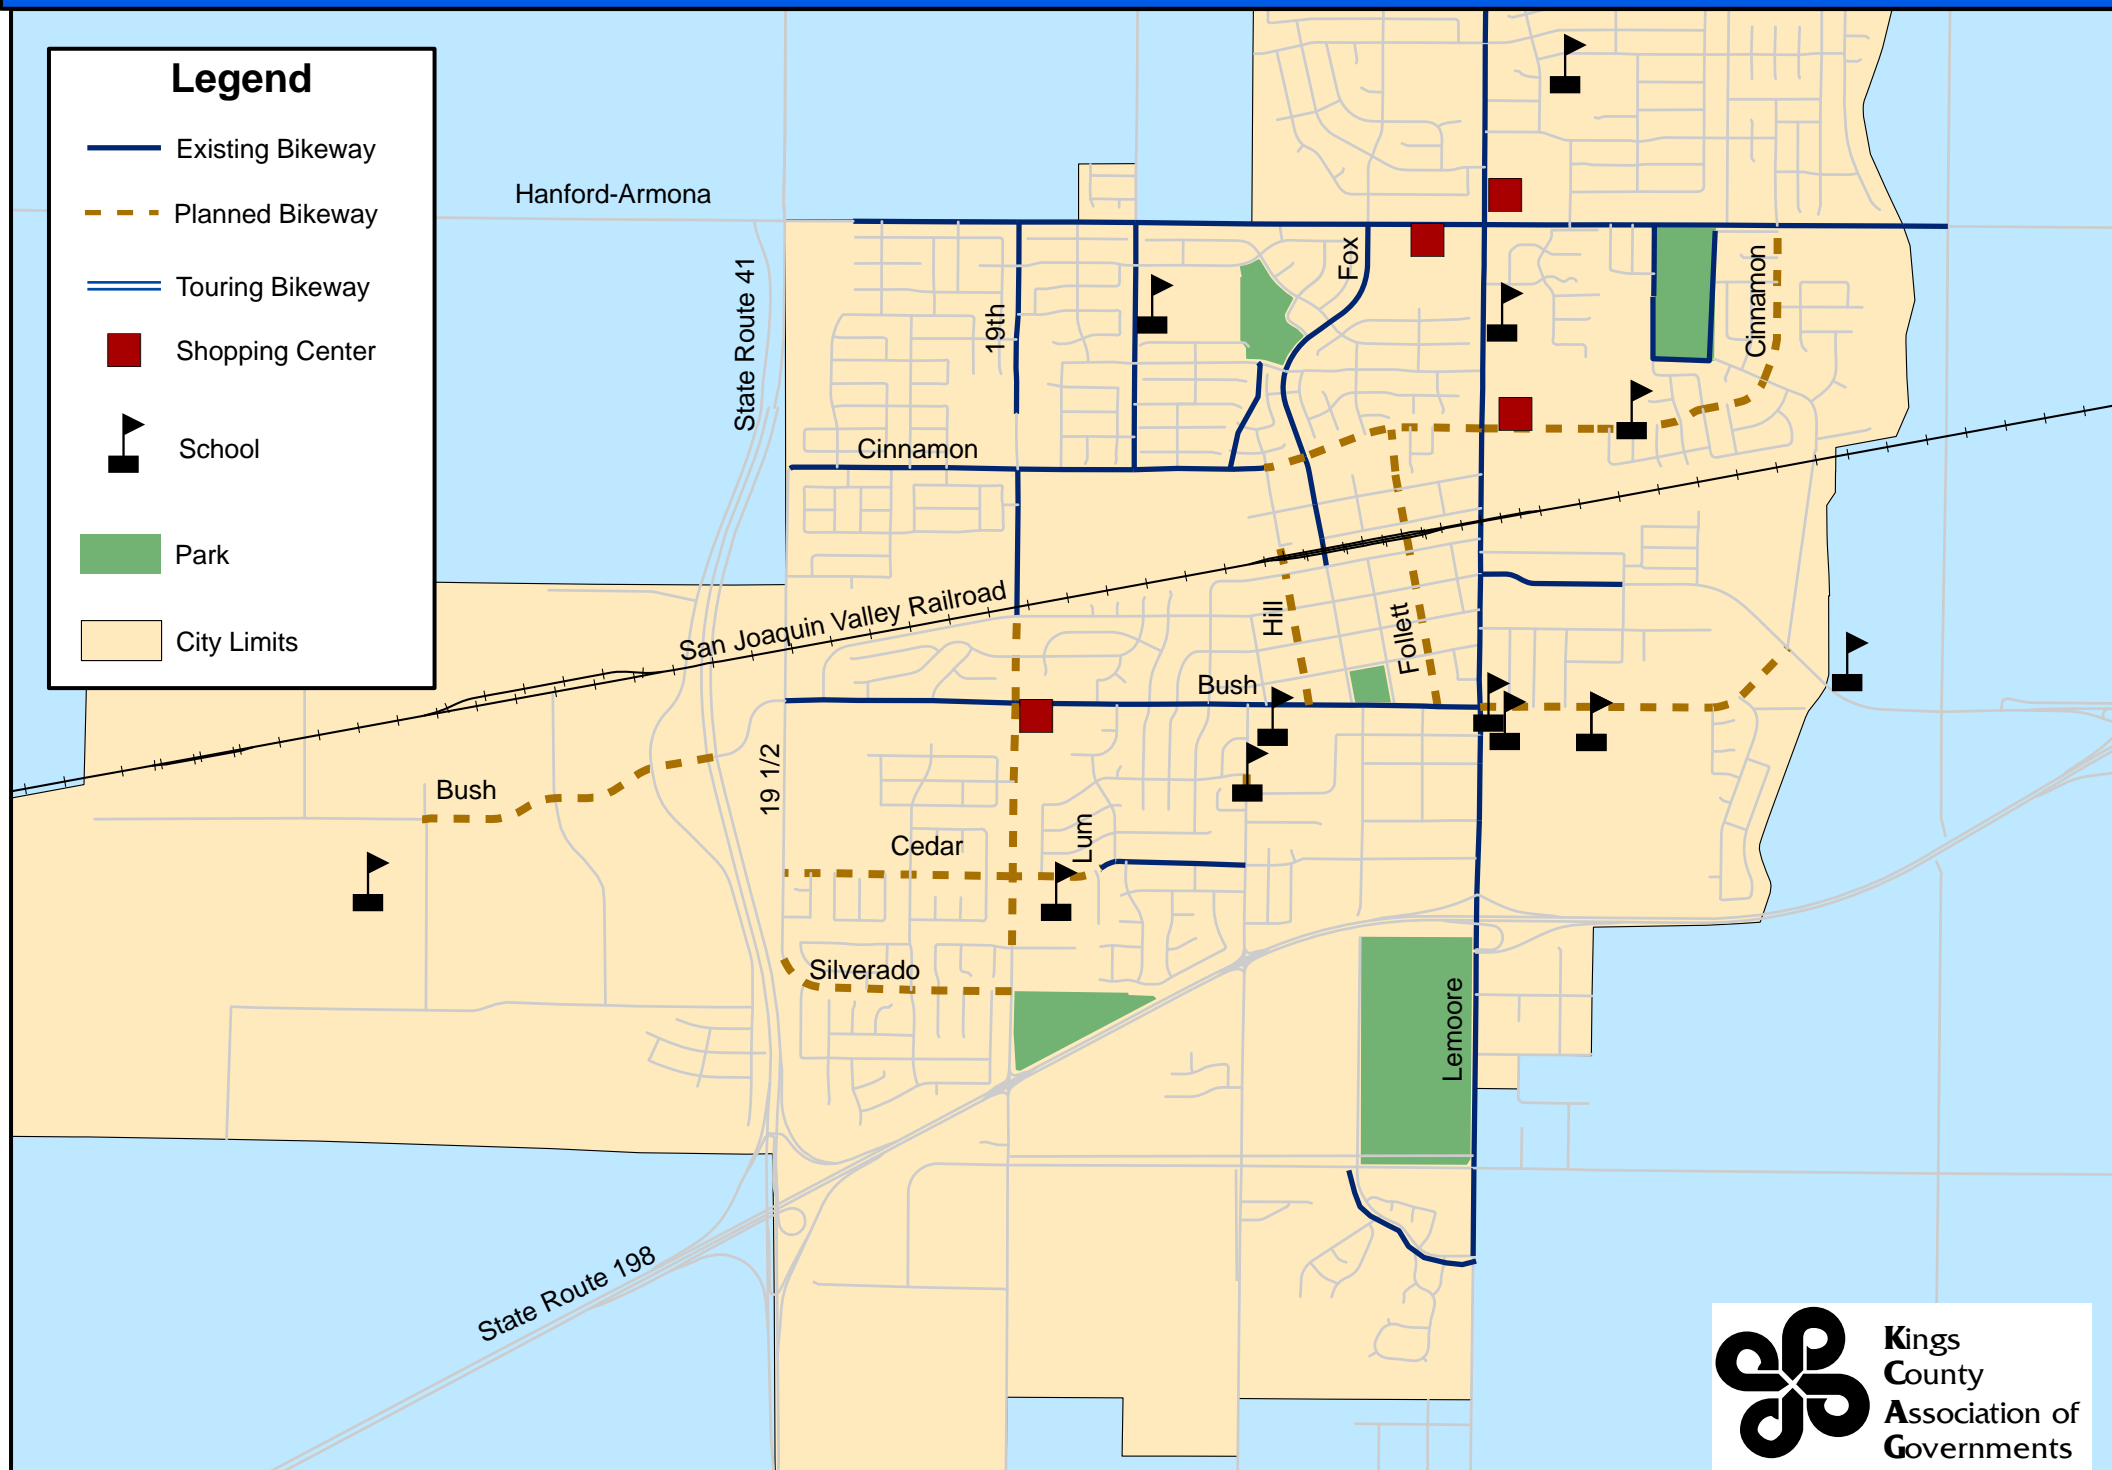 Legend
Existing Bikeway
Planned Bikeway
Touring Bikeway
Shopping Center
School
Park
City Limits
Hanford-Armona
State Route 41
19th
Fox
Cinnamon
Cinnamon
San Joaquin Valley Railroad
Hill
Follett
Bush
Bush
19 1/2
Cedar
Lum
Silverado
Lemoore
State Route 198
Kings
County
Association of
Governments